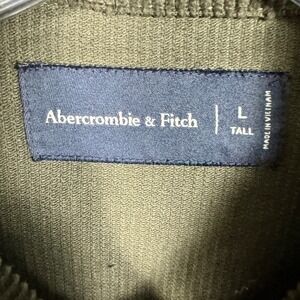 Abercrombie & Fitch
L
TALL
MADE IN VIETNAM